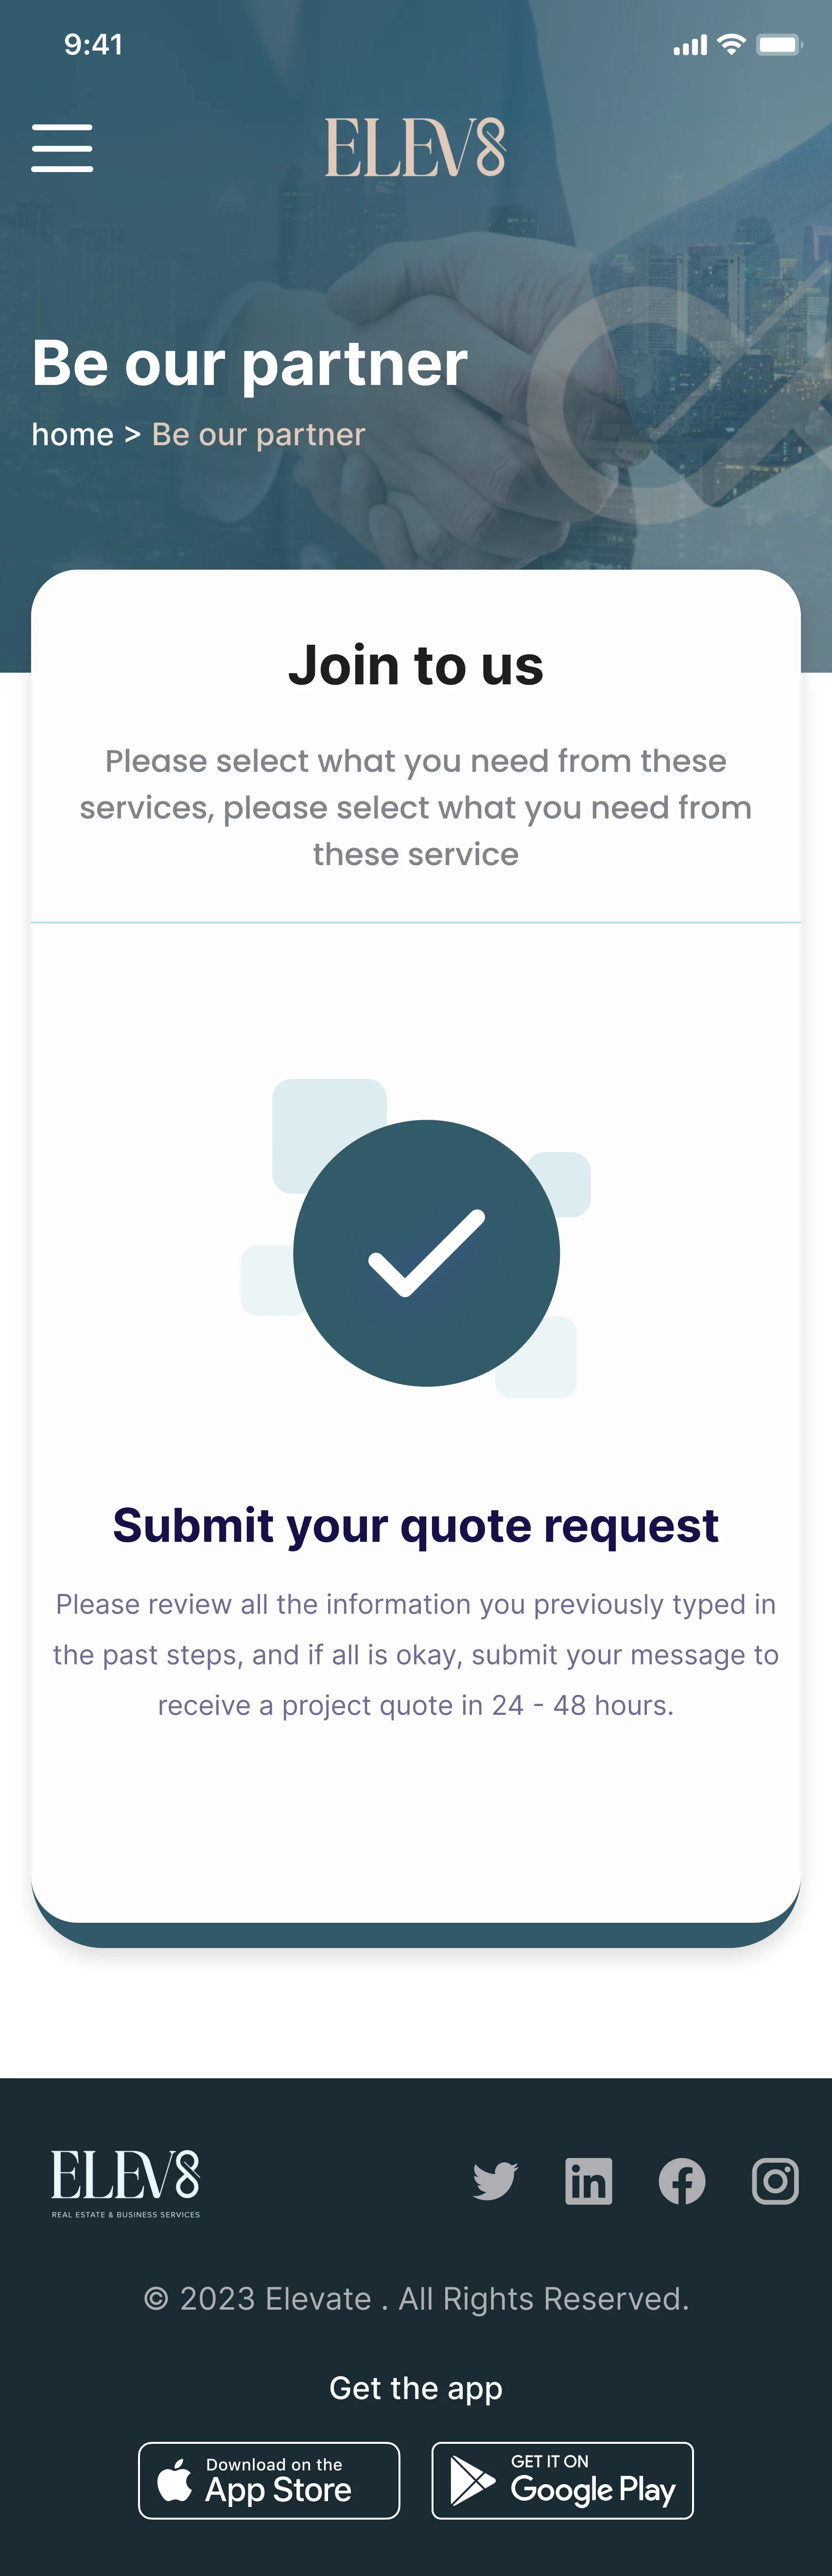 9:41
ELEV8
Be our partner
home > Be our partner
Join to us
Please select what you need from these
services, please select what you need from
these service
Submit your quote request
Please review all the information you previously typed in
the past steps, and if all is okay, submit your message to
receive a project quote in 24 - 48 hours.
ELEV8
REAL ESTATE & BUSINESS SERVICES
© 2023 Elevate . All Rights Reserved.
Get the app
Download on the
App Store
GET IT ON
Google Play